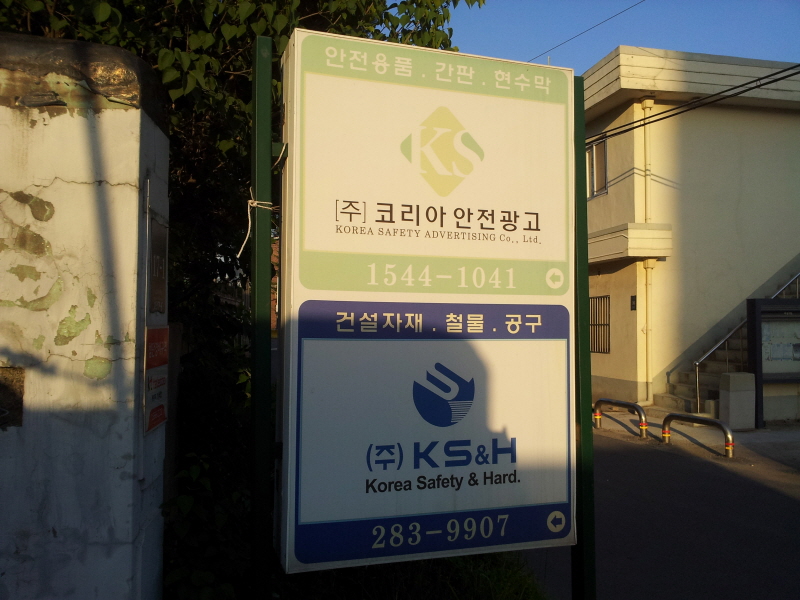 안전용품 . 간판 . 현수막
KS
[주] 코리아 안전광고
KOREA SAFETY ADVERTISING Co., Ltd.
1544-1041
건설자재 . 철물 . 공구
(주) KS&H
Korea Safety & Hard.
283-9907